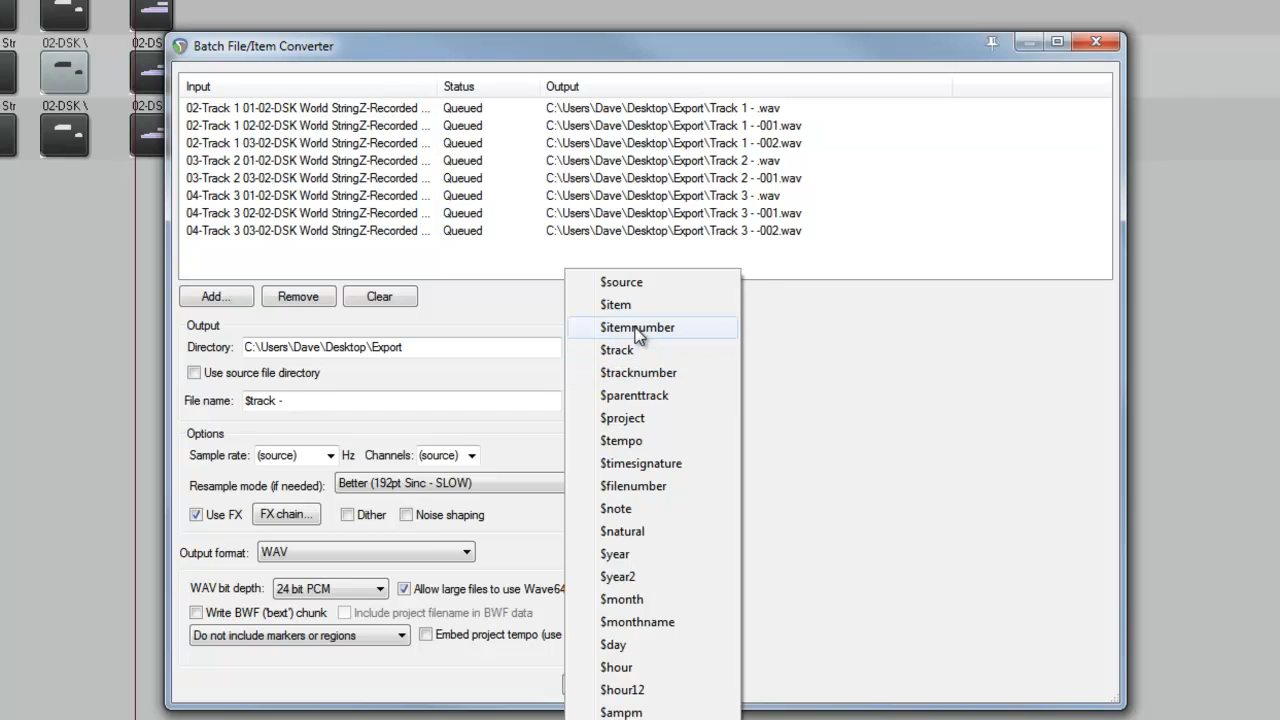 Str
02-DSK \
02-DS
Str
02-DSK \
02-DS
Batch File/Item Converter
Input Status Output
02-Track 1 01-02-DSK World StringZ-Recorded ... Queued C:\Users\Dave\Desktop\Export\Track 1 - .wav
02-Track 1 02-02-DSK World StringZ-Recorded ... Queued C:\Users\Dave\Desktop\Export\Track 1 - -001.wav
02-Track 1 03-02-DSK World StringZ-Recorded ... Queued C:\Users\Dave\Desktop\Export\Track 1 - -002.wav
03-Track 2 01-02-DSK World StringZ-Recorded ... Queued C:\Users\Dave\Desktop\Export\Track 2 - .wav
03-Track 2 03-02-DSK World StringZ-Recorded ... Queued C:\Users\Dave\Desktop\Export\Track 2 - -001.wav
04-Track 3 01-02-DSK World StringZ-Recorded ... Queued C:\Users\Dave\Desktop\Export\Track 3 - .wav
04-Track 3 02-02-DSK World StringZ-Recorded ... Queued C:\Users\Dave\Desktop\Export\Track 3 - -001.wav
04-Track 3 03-02-DSK World StringZ-Recorded ... Queued C:\Users\Dave\Desktop\Export\Track 3 - -002.wav
Add... Remove Clear
Output
Directory: C:\Users\Dave\Desktop\Export
Use source file directory
File name: $track -
Options
Sample rate: (source) Hz Channels: (source)
Resample mode (if needed): Better (192pt Sinc - SLOW)
Use FX FX chain... Dither Noise shaping
Output format: WAV
WAV bit depth: 24 bit PCM Allow large files to use Wave64
Write BWF ('bext') chunk Include project filename in BWF data
Do not include markers or regions Embed project tempo (use
$source
$item
$itemnumber
$track
$tracknumber
$parenttrack
$project
$tempo
$timesignature
$filenumber
$note
$natural
$year
$year2
$month
$monthname
$day
$hour
$hour12
$ampm